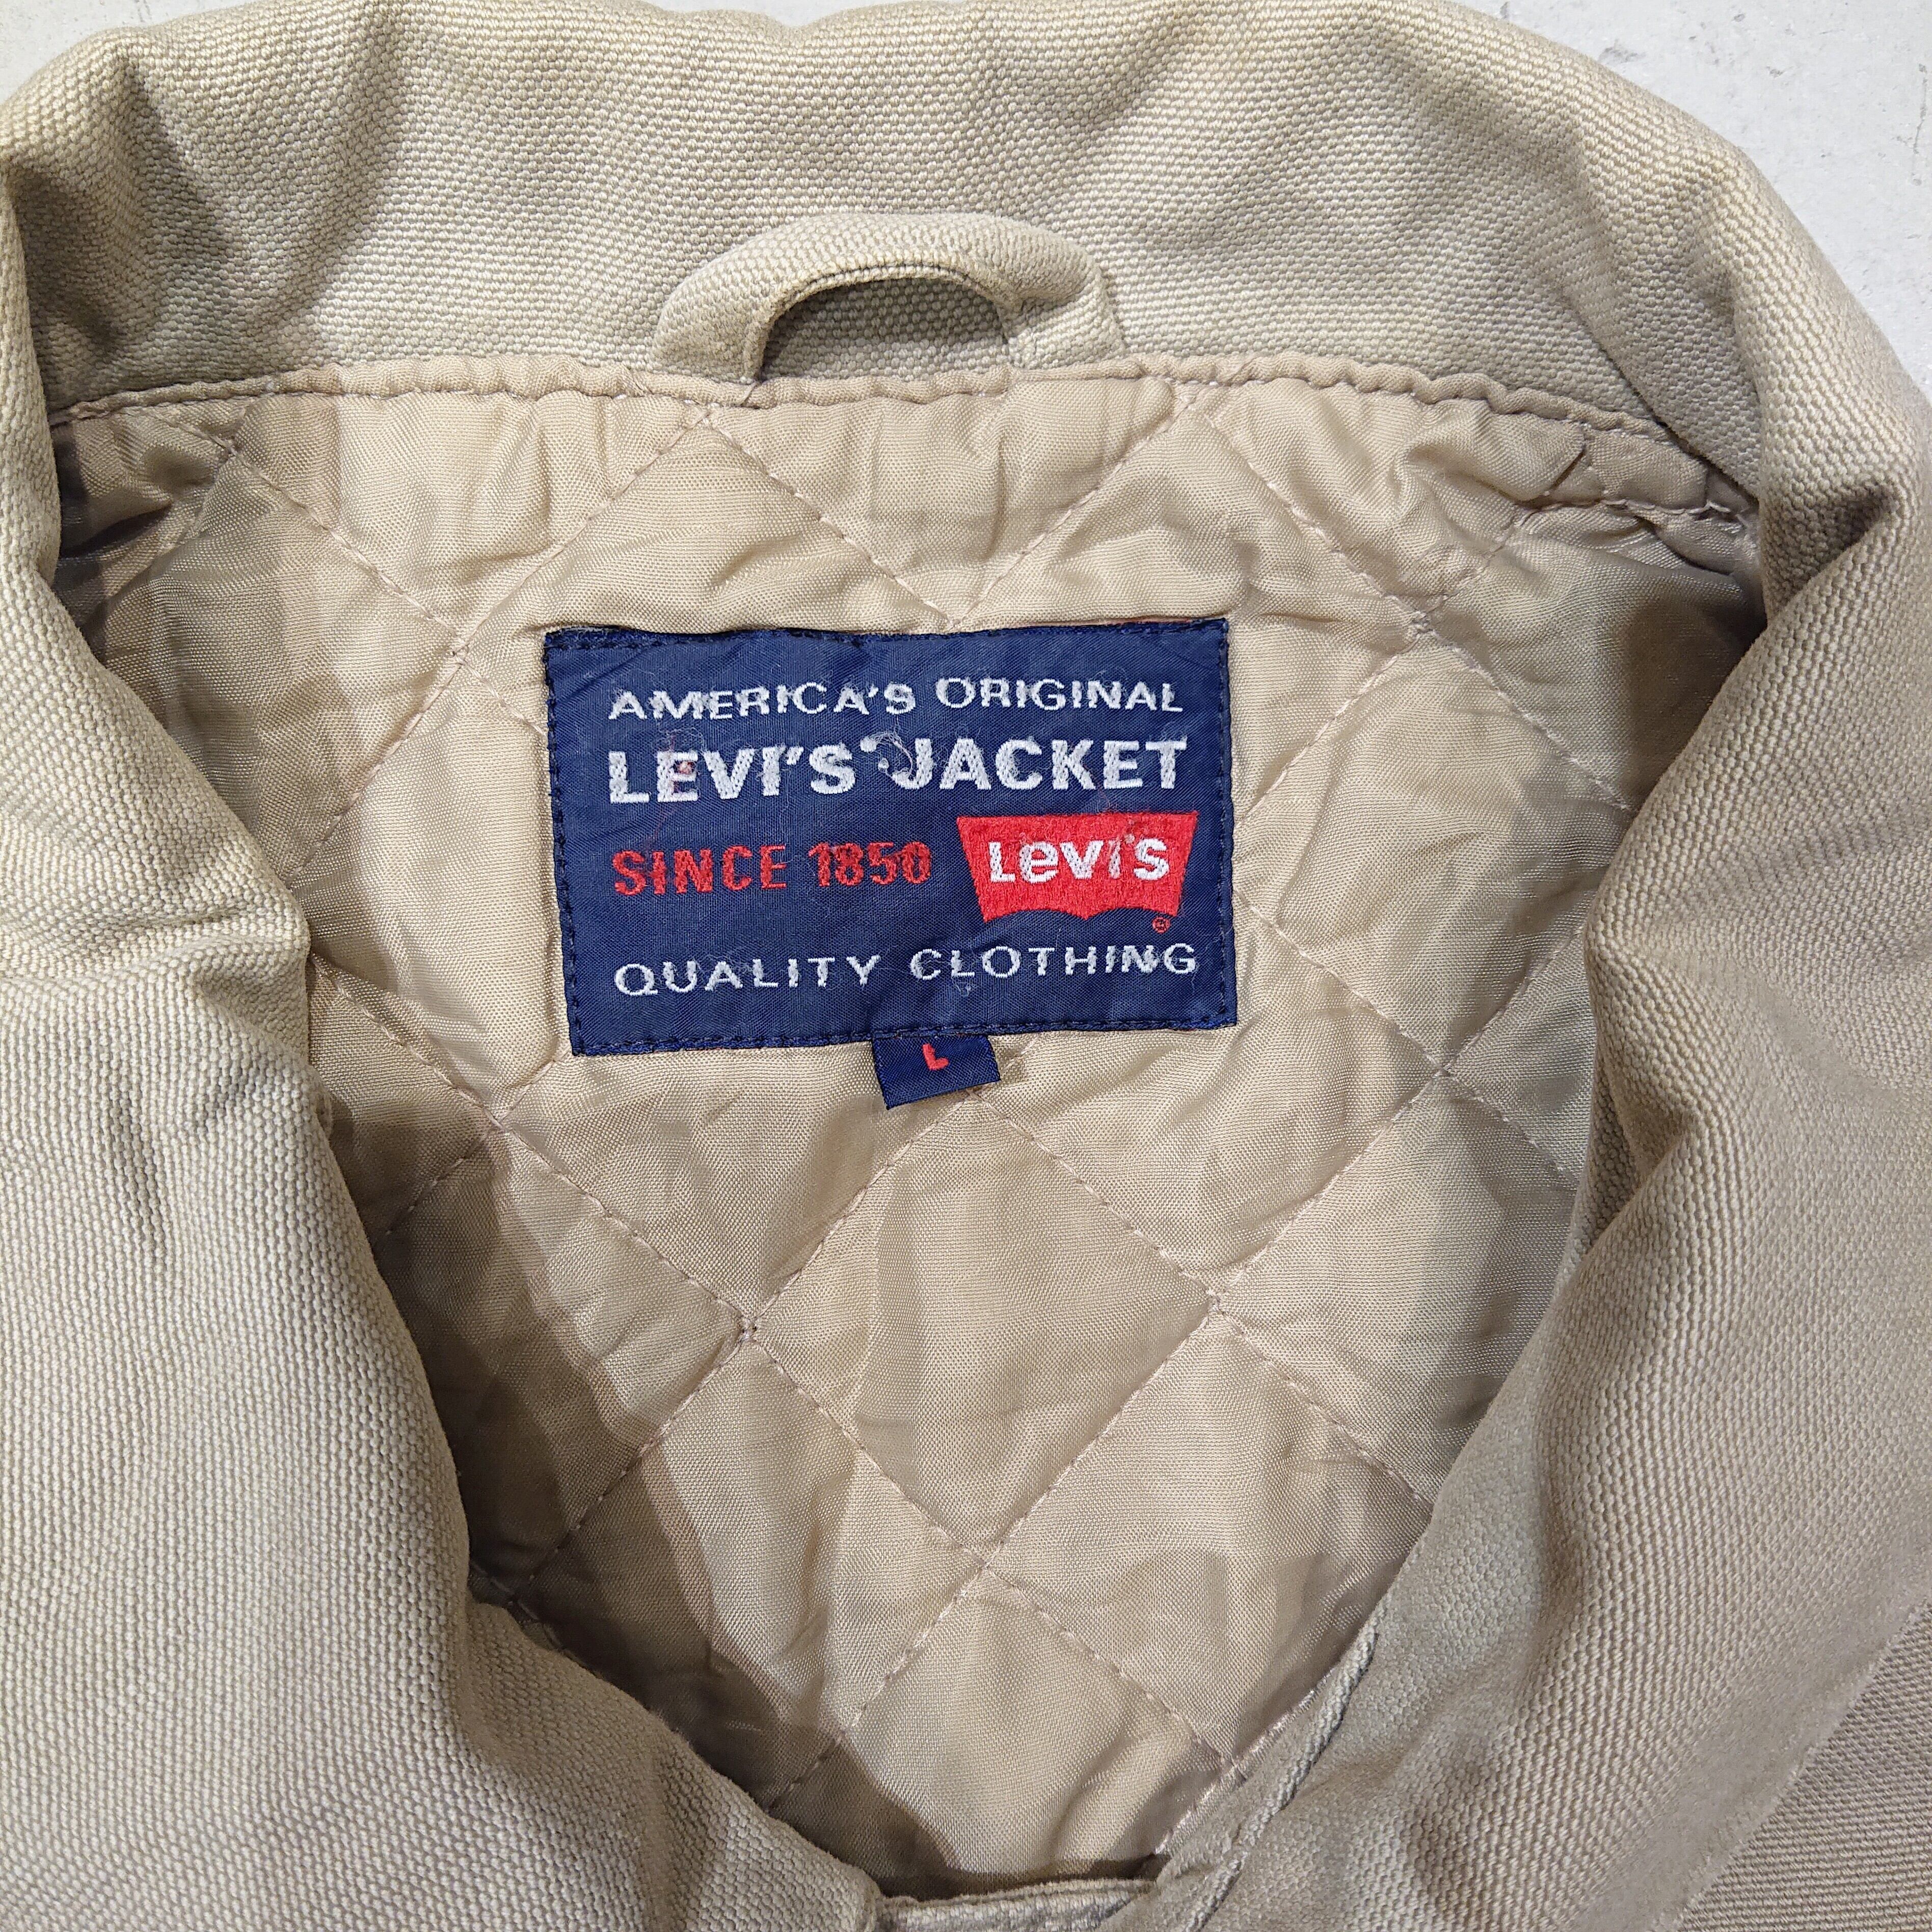 AMERICA'S ORIGINAL
LEVI'S JACKET
SINCE 1850 Levi's ®
QUALITY CLOTHING
L